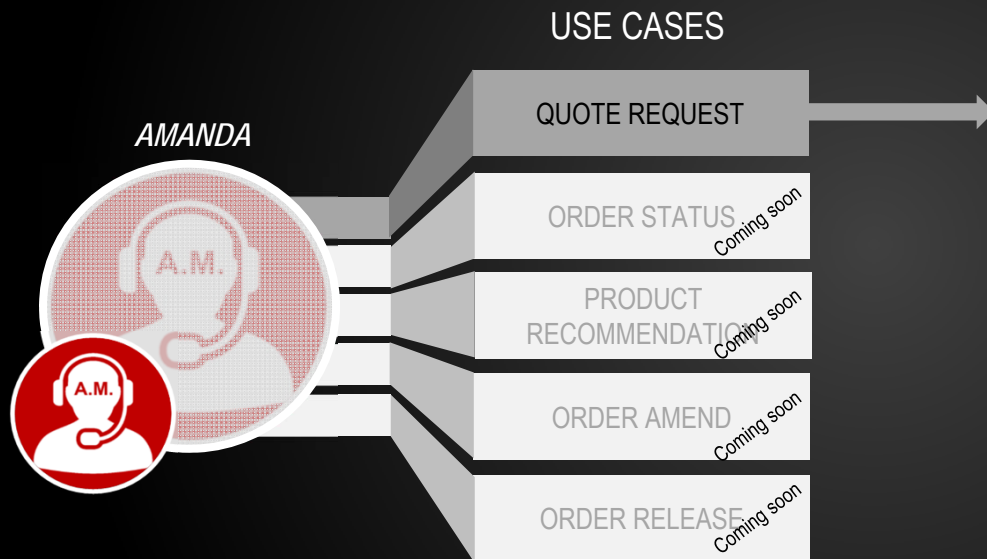 USE CASES
AMANDA
A.M.
A.M.
QUOTE REQUEST
ORDER STATUS
Coming soon
PRODUCT
RECOMMENDATION
Coming soon
ORDER AMEND
Coming soon
ORDER RELEASE
Coming soon